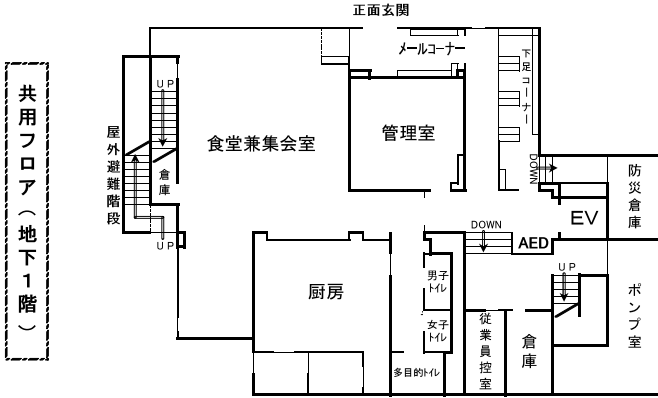 正面玄関
共用フロア（地下１階）
メールコーナー
下足コーナー
UP
屋外避難階段
食堂兼集会室
管理室
倉庫
DOWN
防災倉庫
UP
EV
DOWN
AED
厨房
男子
トイレ
UP
ポンプ室
女子
トイレ
従業員控室
倉庫
多目的トイレ